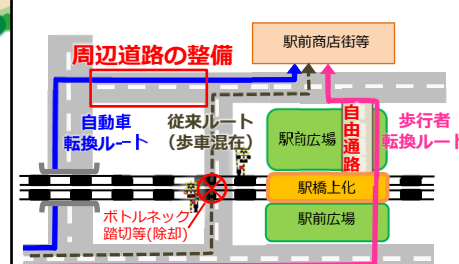 駅前商店街等
周辺道路の整備
自動車
転換ルート
従来ルート
(歩車混在)
駅前広場
自由通路
歩行者
転換ルート
駅橋上化
ボトルネック
踏切等(除却)
駅前広場